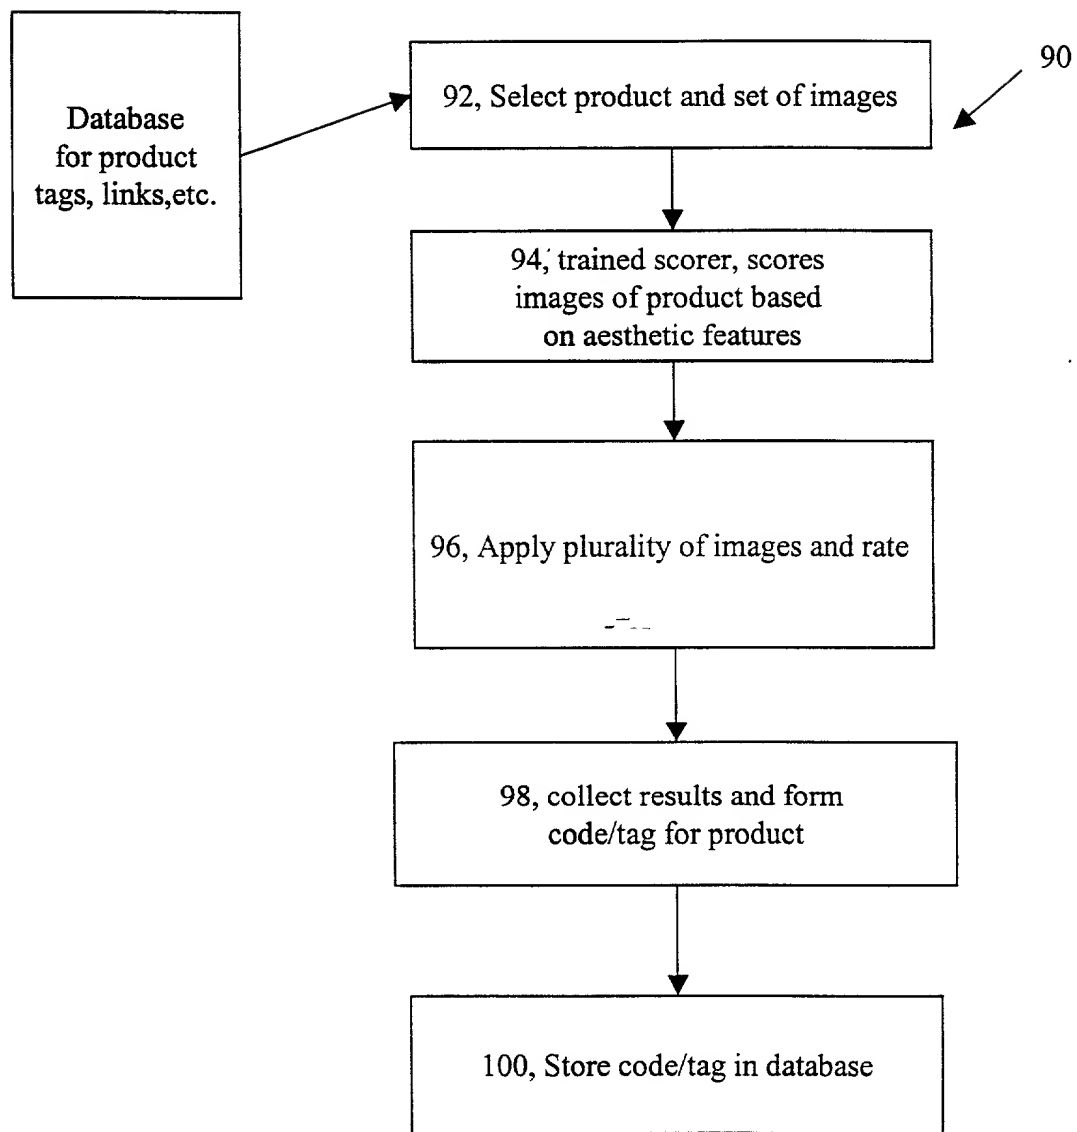 90
Database
for product
tags, links,etc.
92, Select product and set of images
94, trained scorer, scores
images of product based
on aesthetic features
96, Apply plurality of images and rate
98, collect results and form
code/tag for product
100, Store code/tag in database